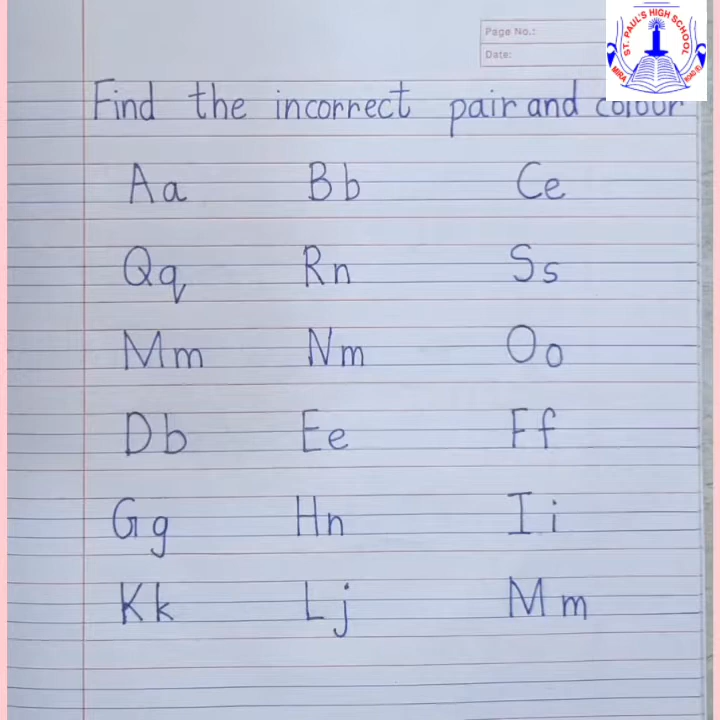 Page No.:
Date:
ST. PAUL'S HIGH SCHOOL
Find the incorrect pair and colour
Aa Bb Ce
Qq Rn Ss
Mm Nm Oo
Db Ee Ff
Gg Hn Ii
Kk Lj Mm